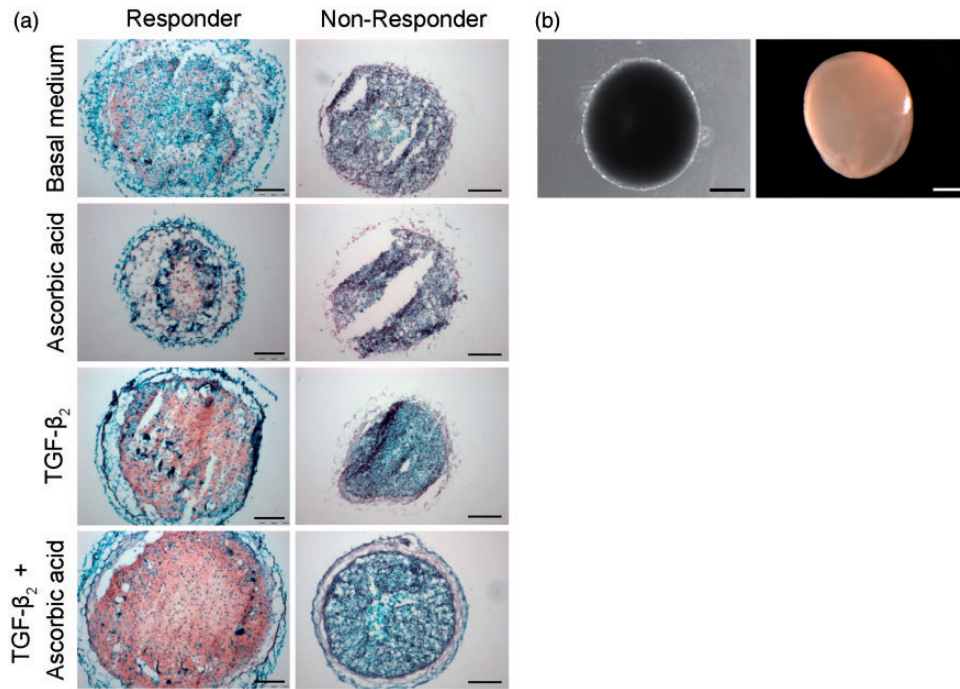 (a)
Responder
Non-Responder
(b)
Basal medium
Ascorbic acid
TGF-β₂
TGF-β₂ +
Ascorbic acid